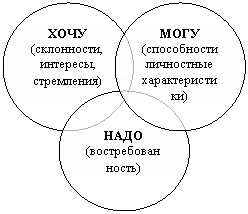 ХОЧУ
(склонности,
интересы,
стремления)
МОГУ
(способности
личностные
характеристи
ки)
НАДО
(востребован
ность)